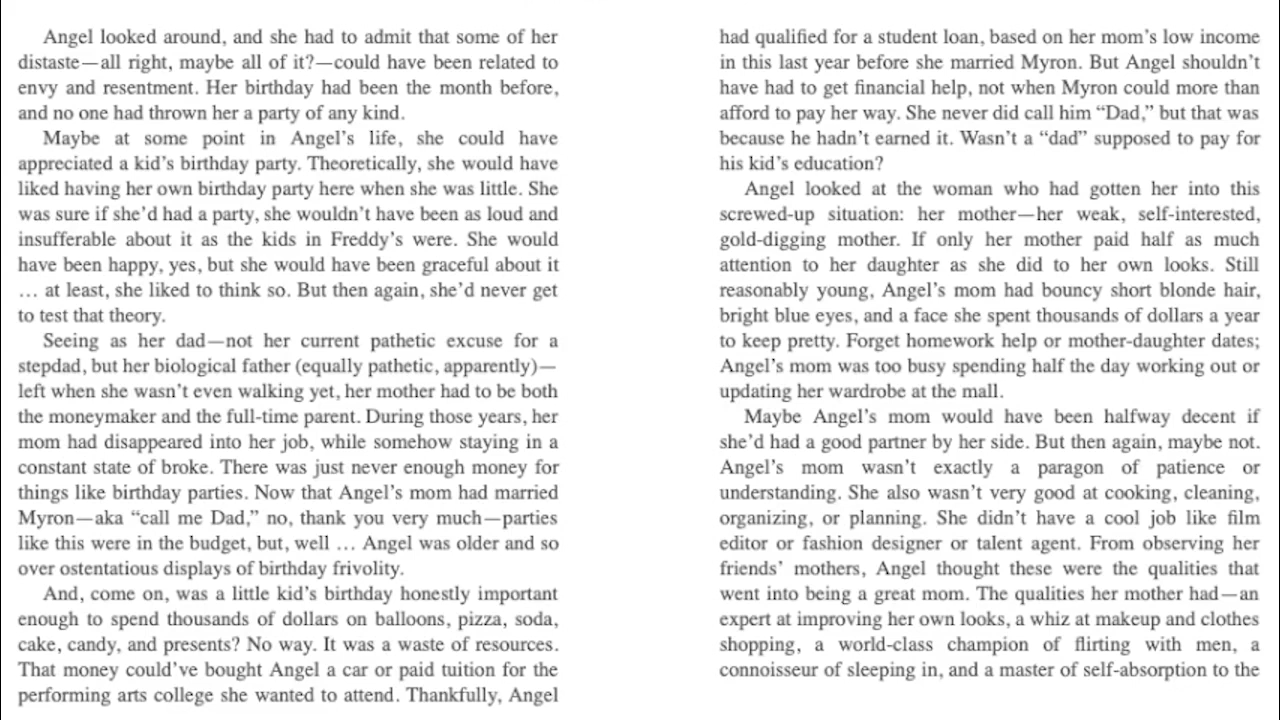 Angel looked around, and she had to admit that some of her
distaste—all right, maybe all of it?—could have been related to
envy and resentment. Her birthday had been the month before,
and no one had thrown her a party of any kind.
Maybe at some point in Angel’s life, she could have
appreciated a kid’s birthday party. Theoretically, she would have
liked having her own birthday party here when she was little. She
was sure if she’d had a party, she wouldn’t have been as loud and
insufferable about it as the kids in Freddy’s were. She would
have been happy, yes, but she would have been graceful about it
… at least, she liked to think so. But then again, she’d never get
to test that theory.
Seeing as her dad—not her current pathetic excuse for a
stepdad, but her biological father (equally pathetic, apparently)—
left when she wasn’t even walking yet, her mother had to be both
the moneymaker and the full-time parent. During those years, her
mom had disappeared into her job, while somehow staying in a
constant state of broke. There was just never enough money for
things like birthday parties. Now that Angel’s mom had married
Myron—aka “call me Dad,” no, thank you very much—parties
like this were in the budget, but, well … Angel was older and so
over ostentatious displays of birthday frivolity.
And, come on, was a little kid’s birthday honestly important
enough to spend thousands of dollars on balloons, pizza, soda,
cake, candy, and presents? No way. It was a waste of resources.
That money could’ve bought Angel a car or paid tuition for the
performing arts college she wanted to attend. Thankfully, Angel
had qualified for a student loan, based on her mom’s low income
in this last year before she married Myron. But Angel shouldn’t
have had to get financial help, not when Myron could more than
afford to pay her way. She never did call him “Dad,” but that was
because he hadn’t earned it. Wasn’t a “dad” supposed to pay for
his kid’s education?
Angel looked at the woman who had gotten her into this
screwed-up situation: her mother—her weak, self-interested,
gold-digging mother. If only her mother paid half as much
attention to her daughter as she did to her own looks. Still
reasonably young, Angel’s mom had bouncy short blonde hair,
bright blue eyes, and a face she spent thousands of dollars a year
to keep pretty. Forget homework help or mother-daughter dates;
Angel’s mom was too busy spending half the day working out or
updating her wardrobe at the mall.
Maybe Angel’s mom would have been halfway decent if
she’d had a good partner by her side. But then again, maybe not.
Angel’s mom wasn’t exactly a paragon of patience or
understanding. She also wasn’t very good at cooking, cleaning,
organizing, or planning. She didn’t have a cool job like film
editor or fashion designer or talent agent. From observing her
friends’ mothers, Angel thought these were the qualities that
went into being a great mom. The qualities her mother had—an
expert at improving her own looks, a whiz at makeup and clothes
shopping, a world-class champion of flirting with men, a
connoisseur of sleeping in, and a master of self-absorption to the